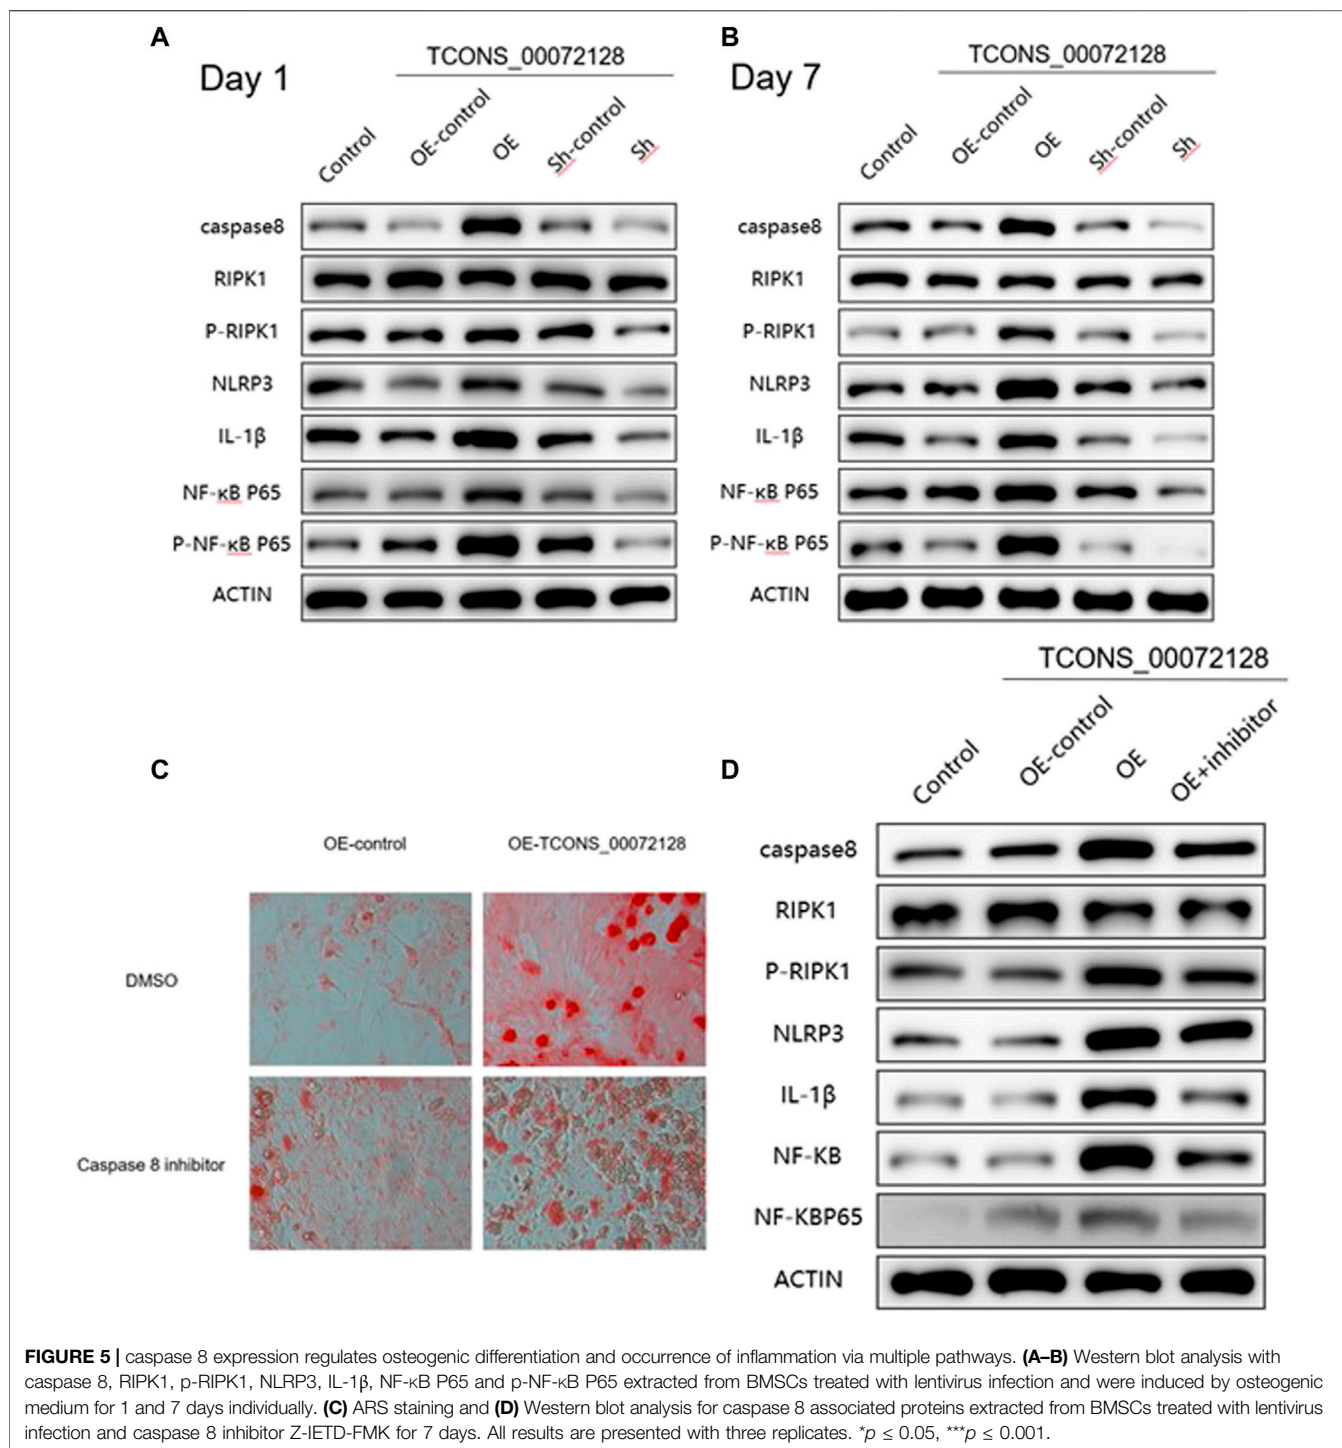 A
TCONS_00072128
Day 1
Control
OE-control
OE
Sh-control
Sh
caspase8
RIPK1
P-RIPK1
NLRP3
IL-1β
NF-κB P65
P-NF-κB P65
ACTIN
B
TCONS_00072128
Day 7
Control
OE-control
OE
Sh-control
Sh
caspase8
RIPK1
P-RIPK1
NLRP3
IL-1β
NF-κB P65
P-NF-κB P65
ACTIN
C
OE-control
OE-TCONS_00072128
DMSO
Caspase 8 inhibitor
D
TCONS_00072128
Control
OE-control
OE
OE+inhibitor
caspase8
RIPK1
P-RIPK1
NLRP3
IL-1β
NF-KB
NF-KBP65
ACTIN
FIGURE 5 | caspase 8 expression regulates osteogenic differentiation and occurrence of inflammation via multiple pathways. (A–B) Western blot analysis with
caspase 8, RIPK1, p-RIPK1, NLRP3, IL-1β, NF-κB P65 and p-NF-κB P65 extracted from BMSCs treated with lentivirus infection and were induced by osteogenic
medium for 1 and 7 days individually. (C) ARS staining and (D) Western blot analysis for caspase 8 associated proteins extracted from BMSCs treated with lentivirus
infection and caspase 8 inhibitor Z-IETD-FMK for 7 days. All results are presented with three replicates. *p ≤ 0.05, ***p ≤ 0.001.